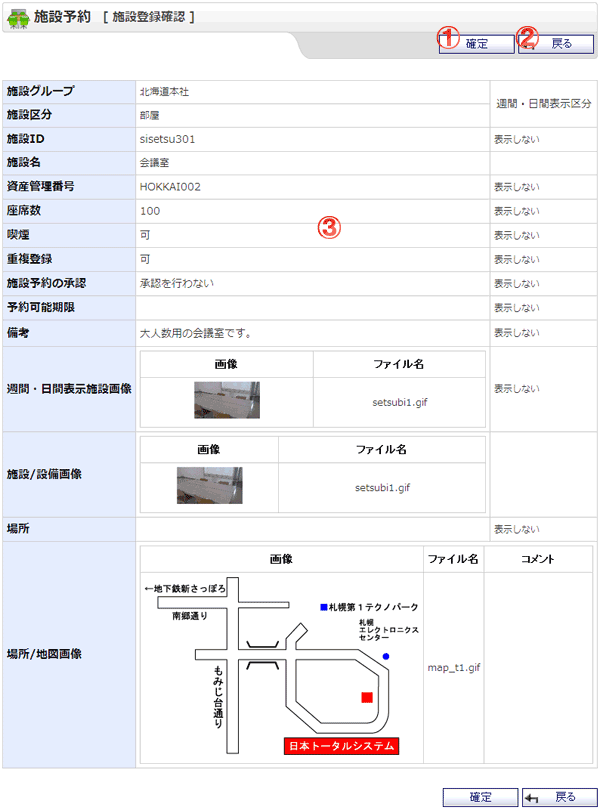 施設予約 [ 施設登録確認 ]
① 確定 ② 戻る
施設グループ 北海道本社 週間・日間表示区分
施設区分 部屋
施設ID sisetsu301 表示しない
施設名 会議室
資産管理番号 HOKKAI002 表示しない
座席数 100 表示しない
③
喫煙 可 表示しない
重複登録 可 表示しない
施設予約の承認 承認を行わない 表示しない
予約可能期限 表示しない
備考 大人数用の会議室です。 表示しない
画像 ファイル名
週間・日間表示施設画像 setsubi1.gif 表示しない
画像 ファイル名
施設/設備画像 setsubi1.gif
場所 表示しない
画像 ファイル名 コメント
場所/地図画像 map_t1.gif
←地下鉄新さっぽろ
南郷通り
■札幌第1テクノパーク
札幌
エレクトロニクス
センター
もみじ台通り
日本トータルシステム
確定 戻る